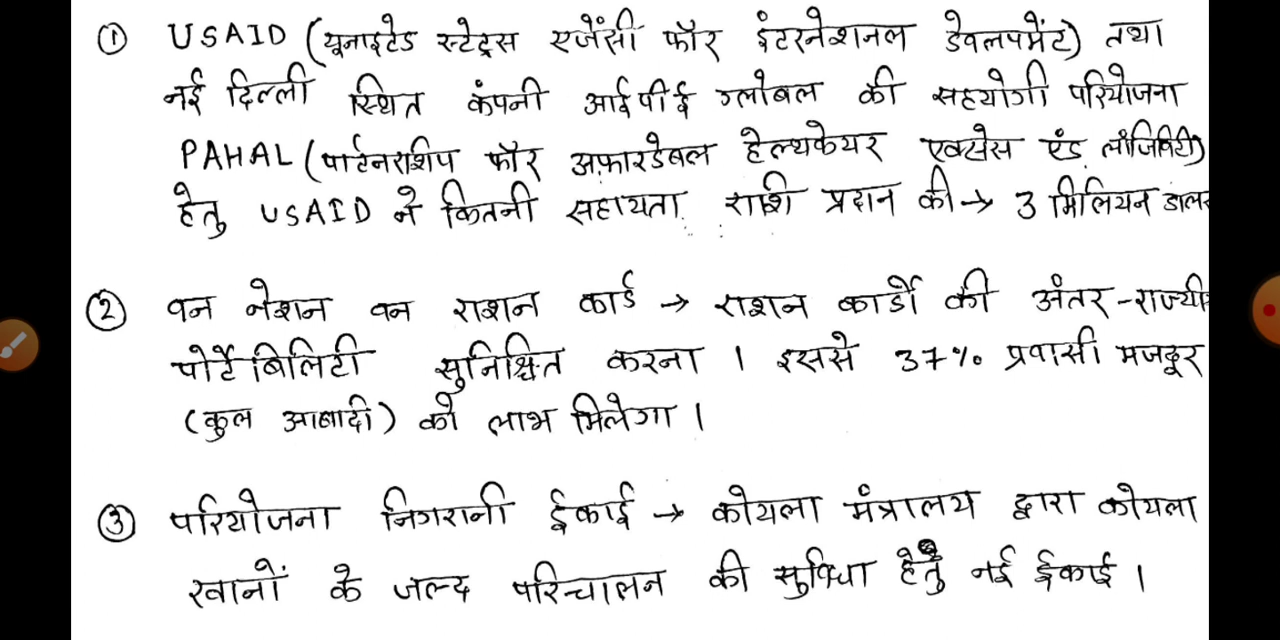 ① USAID (यूनाइटेड स्टेट्स एजेंसी फॉर इंटरनेशनल डेवलपमेंट) तथा
नई दिल्ली स्थित कंपनी आईपीई ग्लोबल की सहयोगी परियोजना
PAHAL (पार्टनरशिप फॉर अफ़ारडेबल हेल्थकेयर एक्सेस एंड लांजिविटी)
हेतु USAID ने कितनी सहायता राशि प्रदान की → 3 मिलियन डालर
② वन नेशन वन राशन कार्ड → राशन कार्डो की अंतर-राज्यीय
पोर्टेबिलिटी सुनिश्चित करना । इससे 37% प्रवासी मजदूर
(कुल आबादी) को लाभ मिलेगा ।
③ परियोजना निगरानी ईकाई → कोयला मंत्रालय द्वारा कोयला
खानों के जल्द परिचालन की सुविधा हेतु नई ईकाई ।